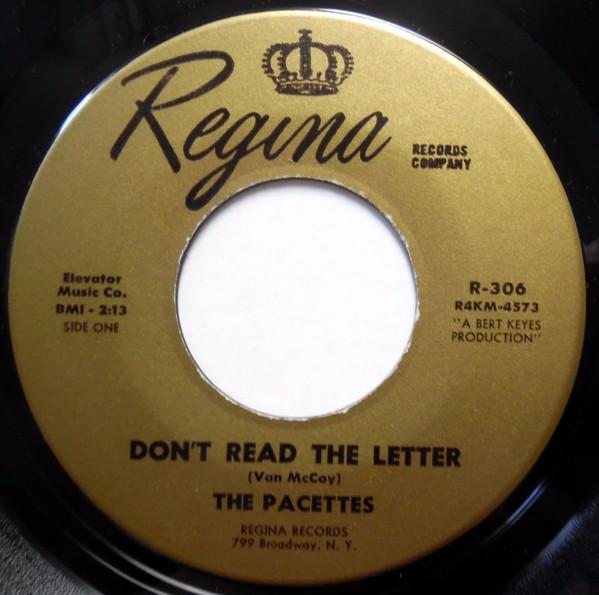 Regina
RECORDS
COMPANY
Elevator
Music Co.
BMI - 2:13
SIDE ONE
R-306
R4KM-4573
"A BERT KEYES
PRODUCTION"
DON'T READ THE LETTER
(Van McCoy)
THE PACETTES
REGINA RECORDS
799 Broadway, N. Y.